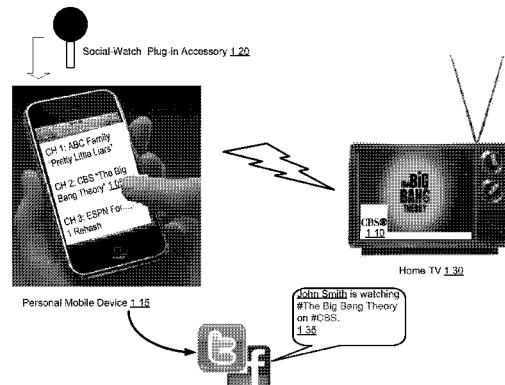 Social-Watch Plug-in Accessory 1.20
CH 1: ABC Family
"Pretty Little Liars"
CH 2: CBS "The Big
Bang Theory" 1.05
CH 3: ESPN For....
1 Rehash
THE BIG
BANG
THEORY
CBS®
1.10
Home TV 1.30
Personal Mobile Device 1.15
John Smith is watching
#The Big Bang Theory
on #CBS.
1.35
t
f